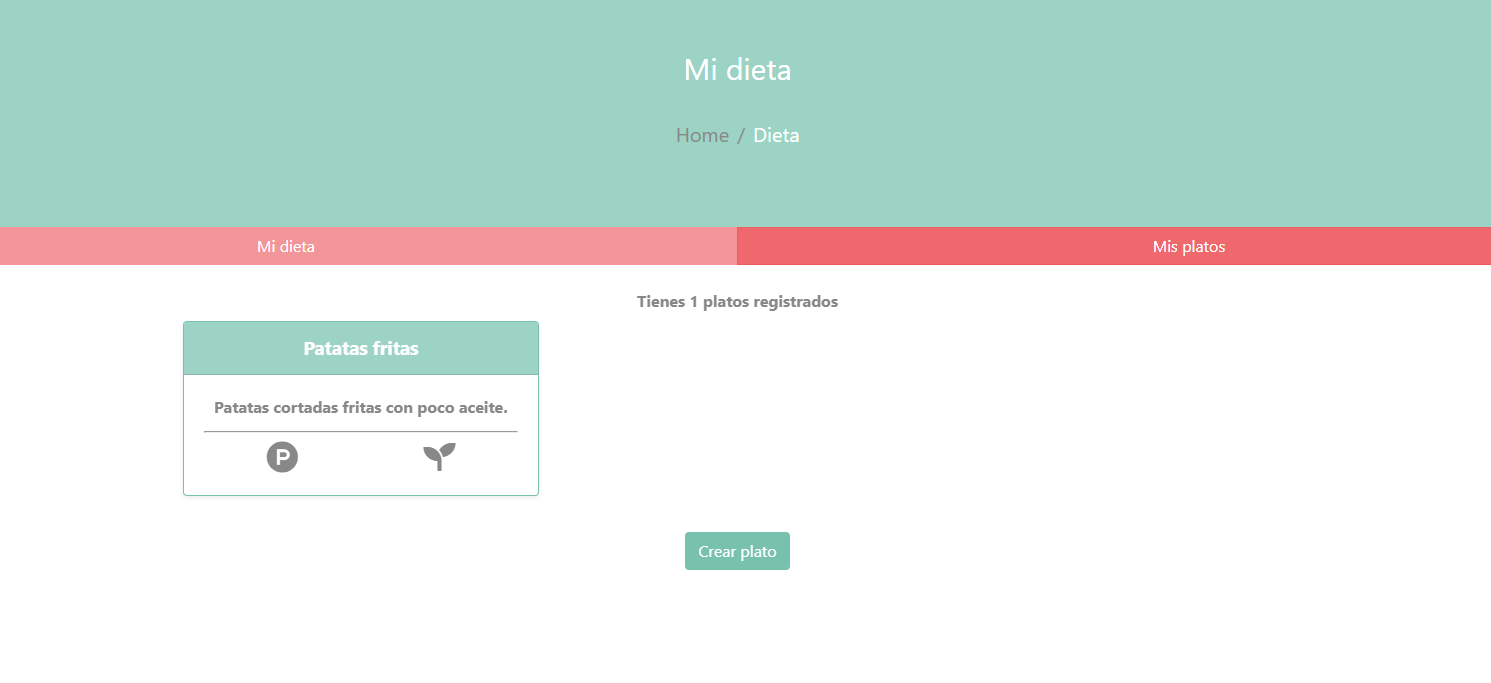 Mi dieta
Home / Dieta
Mi dieta
Mis platos
Tienes 1 platos registrados
Patatas fritas
Patatas cortadas fritas con poco aceite.
P
Crear plato